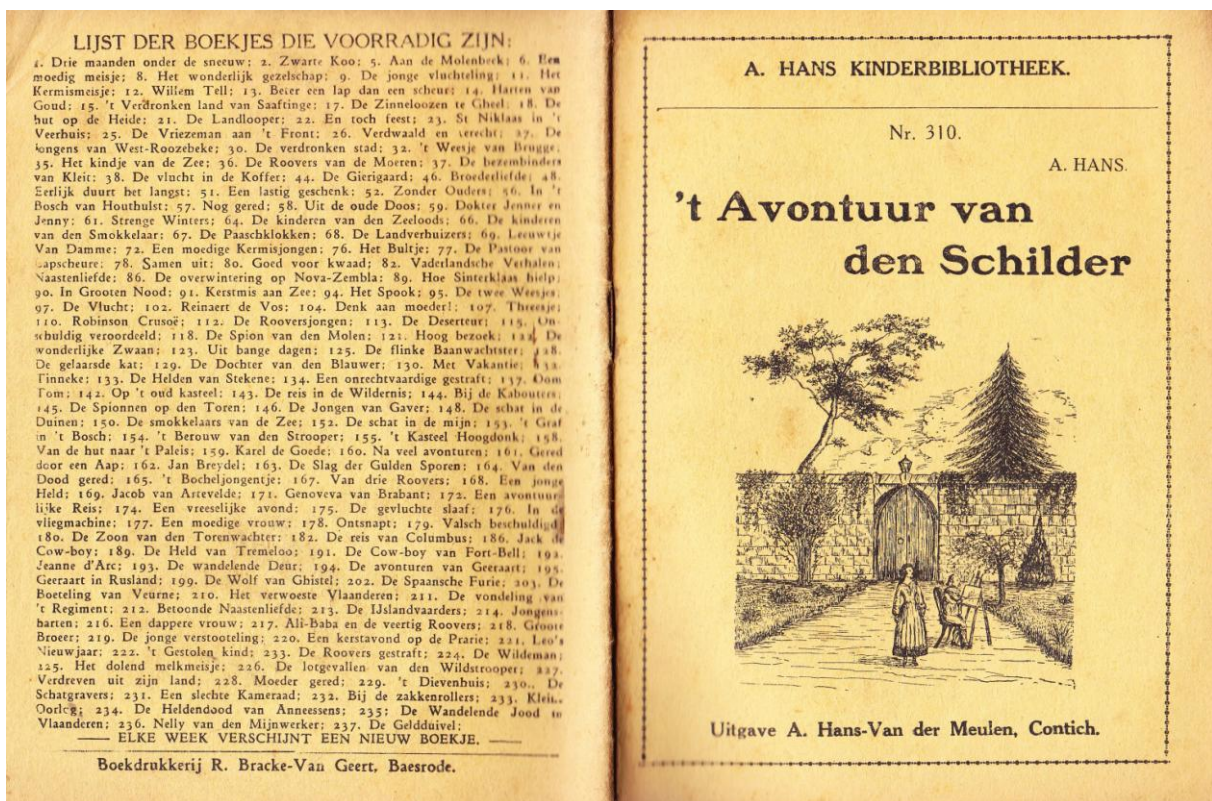 LIJST DER BOEKJES DIE VOORRADIG ZIJN:
1. Drie maanden onder de sneeuw; 2. Zwarte Koo; 5. Aan de Molenbeek; 6. Een
moedig meisje; 8. Het wonderlijk gezelschap; 9. De jonge vluchteling; 11. Het
Kermismeisje; 12. Willem Tell; 13. Beter een lap dan een scheur; 14. Harten van
Goud; 15. 't Verdronken land van Saaftinge; 17. De Zinneloozen te Gheel; 18. De
hut op de Heide; 21. De Landlooper; 22. En toch feest; 23. St Niklaas in 't
Veerhuis; 25. De Vriezeman aan 't Front; 26. Verdwaald en terecht; 27. De
Jongens van West-Roozebeke; 30. De verdronken stad; 32. 't Weesje van Brugge.
35. Het kindje van de Zee; 36. De Roovers van de Moeren; 37. De bezembinders
van Kleit; 38. De vlucht in de Koffer; 44. De Gierigaard; 46. Broederliefde; 48.
Eerlijk duurt het langst; 51. Een lastig geschenk; 52. Zonder Ouders; 56. In 't
Bosch van Houthulst; 57. Nog gered; 58. Uit de oude Doos; 59. Dokter Jenner en
Jenny; 61. Strenge Winters; 64. De kinderen van den Zeeloods; 66. De kinderen
van den Smokkelaar; 67. De Paaschklokken; 68. De Landverhuizers; 69. Leeuwtje
Van Damme; 72. Een moedige Kermisjongen; 76. Het Bultje; 77. De Pastoor van
Lapscheure; 78. Samen uit; 80. Goed voor kwaad; 82. Vaderlandsche Verhalen;
Naastenliefde; 86. De overwintering op Nova-Zembla; 89. Hoe Sinterklaas hielp;
90. In Grooten Nood; 91. Kerstmis aan Zee; 94. Het Spook; 95. De twee Weesjes;
97. De Vlucht; 102. Reinaert de Vos; 104. Denk aan moeder!; 107. Threesje;
110. Robinson Crusoë; 112. De Rooversjongen; 113. De Deserteur; 115. On-
schuldig veroordeeld; 118. De Spion van den Molen; 121. Hoog bezoek; 122. De
wonderlijke Zwaan; 123. Uit bange dagen; 125. De flinke Baanwachtster; 128.
De gelaarsde kat; 129. De Dochter van den Blauwer; 130. Met Vakantie; 132.
Tinneke; 133. De Helden van Stekene; 134. Een onrechtvaardige gestraft; 137. Oom
Tom; 142. Op 't oud kasteel; 143. De reis in de Wildernis; 144. Bij de Kabouters;
145. De Spionnen op den Toren; 146. De Jongen van Gaver; 148. De schat in de
Duinen; 150. De smokkelaars van de Zee; 152. De schat in de mijn; 153. 't Graf
in 't Bosch; 154. 't Berouw van den Strooper; 155. 't Kasteel Hoogdonk; 158.
Van de hut naar 't Paleis; 159. Karel de Goede; 160. Na veel avonturen; 161. Gered
door een Aap; 162. Jan Breydel; 163. De Slag der Gulden Sporen; 164. Van den
Dood gered; 165. 't Bocheljongentje; 167. Van drie Roovers; 168. Een jonge
Held; 169. Jacob van Artevelde; 171. Genoveva van Brabant; 172. Een avontuur-
lijke Reis; 174. Een vreeselijke avond; 175. De gevluchte slaaf; 176. In de
vliegmachine; 177. Een moedige vrouw; 178. Ontsnapt; 179. Valsch beschuldigd;
180. De Zoon van den Torenwachter; 182. De reis van Columbus; 186. Jack de
Cow-boy; 189. De Held van Tremeloo; 191. De Cow-boy van Fort-Bell; 192.
Jeanne d'Arc; 193. De wandelende Deur; 194. De avonturen van Geeraart; 195.
Geeraart in Rusland; 199. De Wolf van Ghistel; 202. De Spaansche Furie; 203. De
Boeteling van Veurne; 210. Het verwoeste Vlaanderen; 211. De vondeling van
't Regiment; 212. Betoonde Naastenliefde; 213. De IJslandvaarders; 214. Jongens-
harten; 216. Een dappere vrouw; 217. Ali-Baba en de veertig Roovers; 218. Groote
Broeer; 219. De jonge verstooteling; 220. Een kerstavond op de Prarie; 221. Leo's
Nieuwjaar; 222. 't Gestolen kind; 233. De Roovers gestraft; 224. De Wildeman;
225. Het dolend melkmeisje; 226. De lotgevallen van den Wildstrooper; 227.
Verdreven uit zijn land; 228. Moeder gered; 229. 't Dievenhuis; 230. De
Schatgravers; 231. Een slechte Kameraad; 232. Bij de zakkenrollers; 233. Klein..
Oorlog; 234. De Heldendood van Anneessens; 235; De Wandelende Jood in
Vlaanderen; 236. Nelly van den Mijnwerker; 237. De Geldduivel;
—— ELKE WEEK VERSCHIJNT EEN NIEUW BOEKJE. ——
Boekdrukkerij R. Bracke-Van Geert, Baesrode.
A. HANS KINDERBIBLIOTHEEK.
Nr. 310.
A. HANS.
't Avontuur van
den Schilder
Uitgave A. Hans-Van der Meulen, Contich.